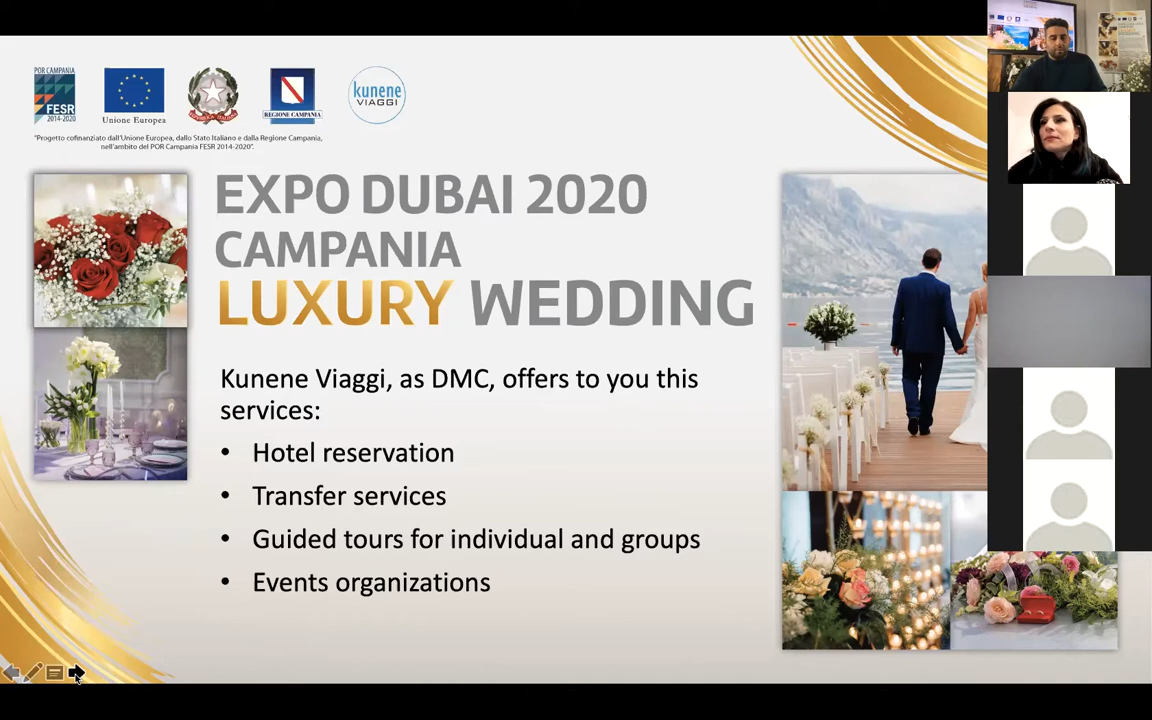 POR CAMPANIA
FESR
2014-2020
Unione Europea
REPUBBLICA ITALIANA
REGIONE CAMPANIA
kunene
VIAGGI
"Progetto cofinanziato dall'Unione Europea, dallo Stato Italiano e dalla Regione Campania,
nell'ambito del POR Campania FESR 2014-2020".
EXPO DUBAI 2020
CAMPANIA
LUXURY WEDDING
Kunene Viaggi, as DMC, offers to you this
services:
• Hotel reservation
• Transfer services
• Guided tours for individual and groups
• Events organizations